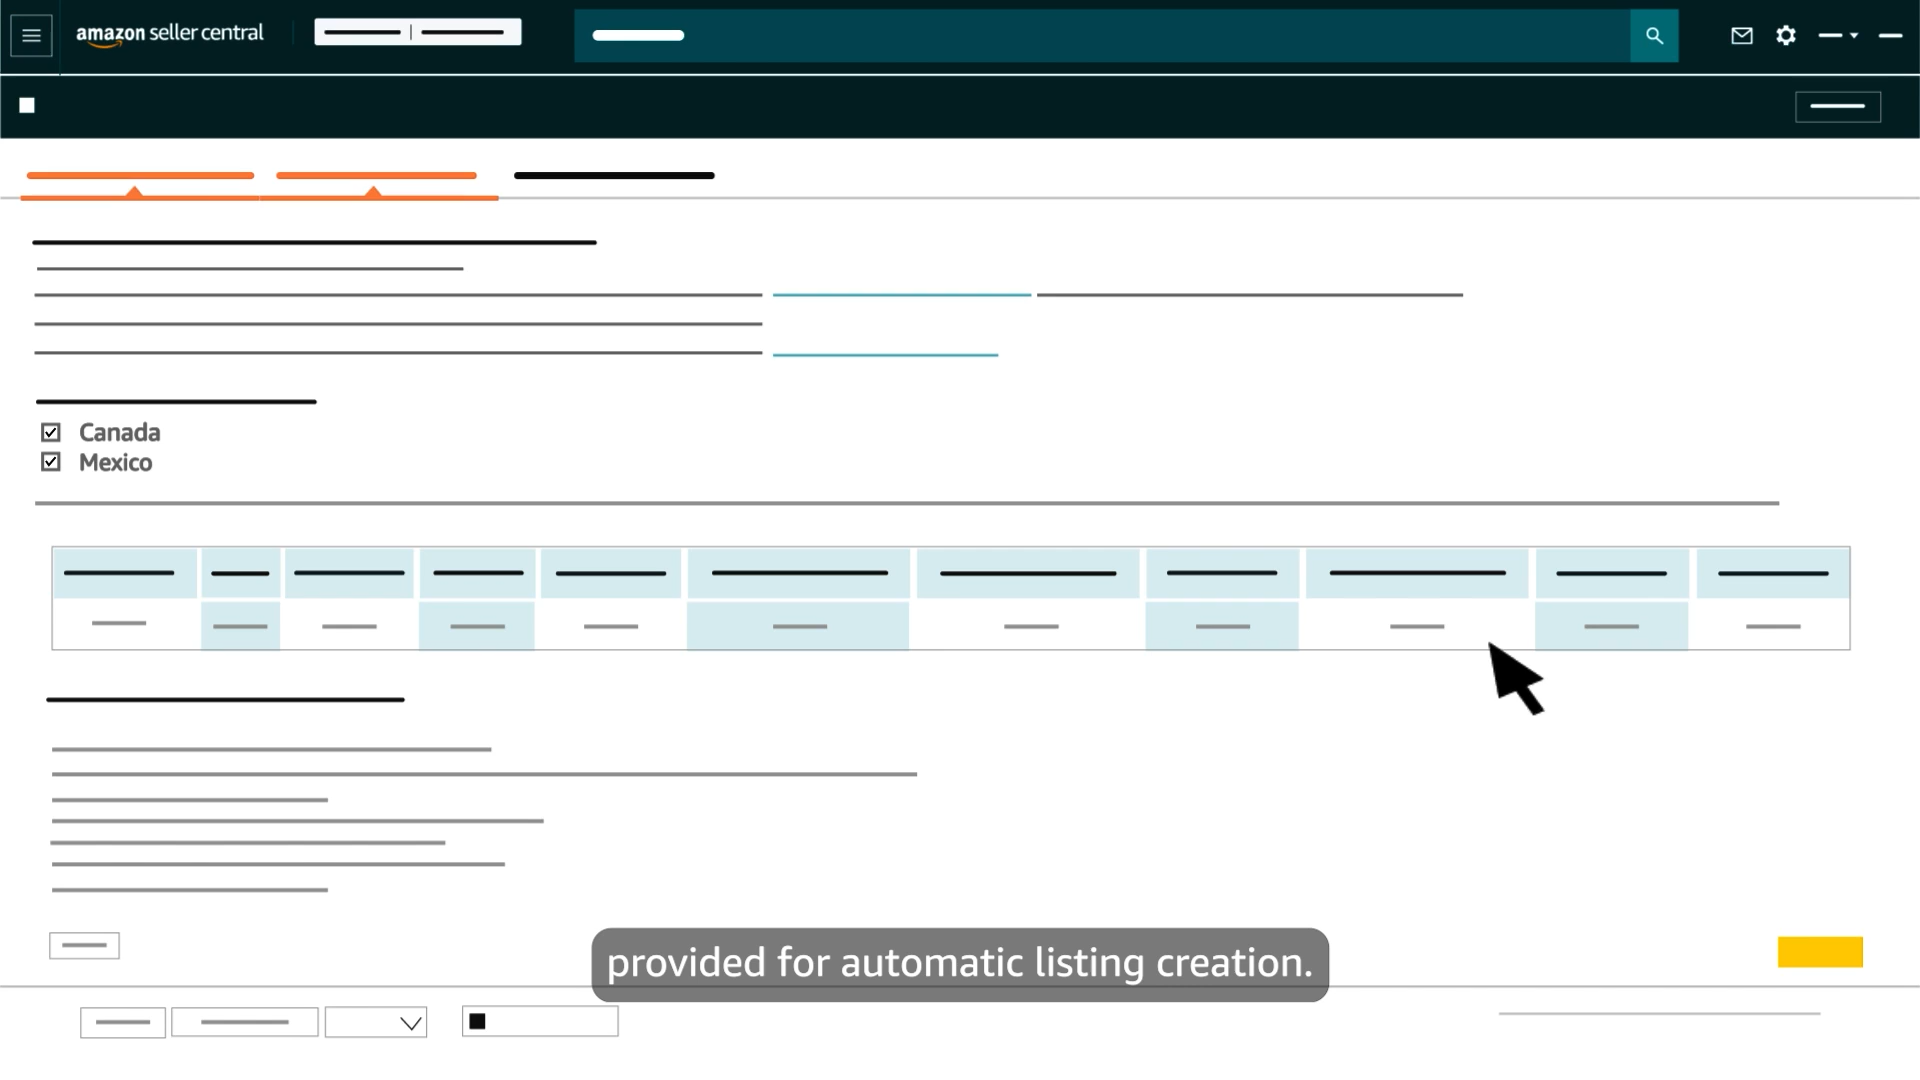 amazon seller central
Canada
Mexico
provided for automatic listing creation.